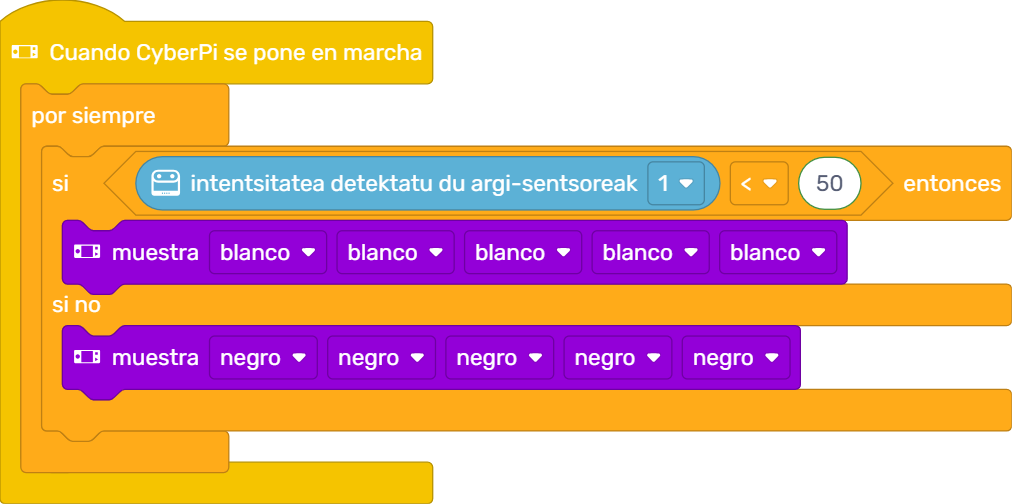 Cuando CyberPi se pone en marcha
por siempre
si intentsitatea detektatu du argi-sentsoreak 1 < 50 entonces
muestra blanco blanco blanco blanco blanco
si no
muestra negro negro negro negro negro